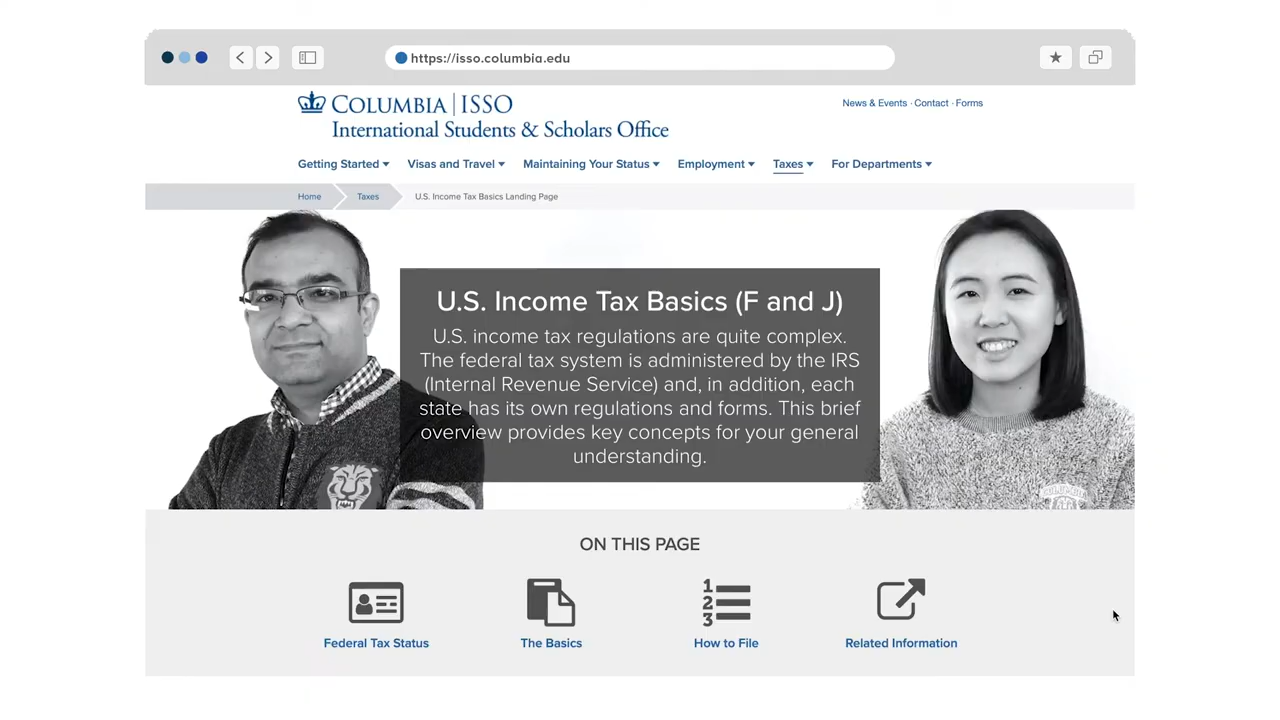 https://isso.columbia.edu
COLUMBIA | ISSO
International Students & Scholars Office
News & Events · Contact · Forms
Getting Started Visas and Travel Maintaining Your Status Employment Taxes For Departments
Home Taxes U.S. Income Tax Basics Landing Page
U.S. Income Tax Basics (F and J)
U.S. income tax regulations are quite complex.
The federal tax system is administered by the IRS
(Internal Revenue Service) and, in addition, each
state has its own regulations and forms. This brief
overview provides key concepts for your general
understanding.
ON THIS PAGE
1
2
3
Federal Tax Status The Basics How to File Related Information